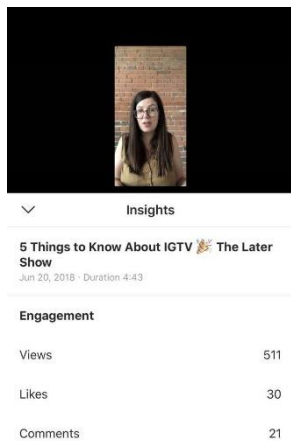 Insights
5 Things to Know About IGTV 🎉 The Later
Show
Jun 20, 2018 · Duration 4:43
Engagement
Views 511
Likes 30
Comments 21